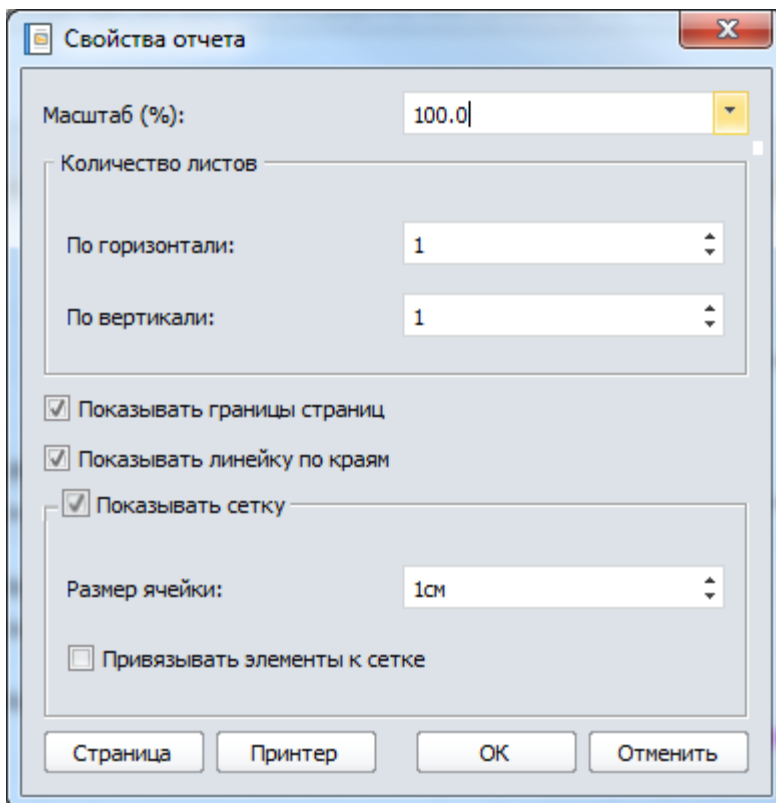 Свойства отчета
Масштаб (%): 100.0
Количество листов
По горизонтали: 1
По вертикали: 1
Показывать границы страниц
Показывать линейку по краям
Показывать сетку
Размер ячейки: 1см
Привязывать элементы к сетке
Страница Принтер ОК Отменить